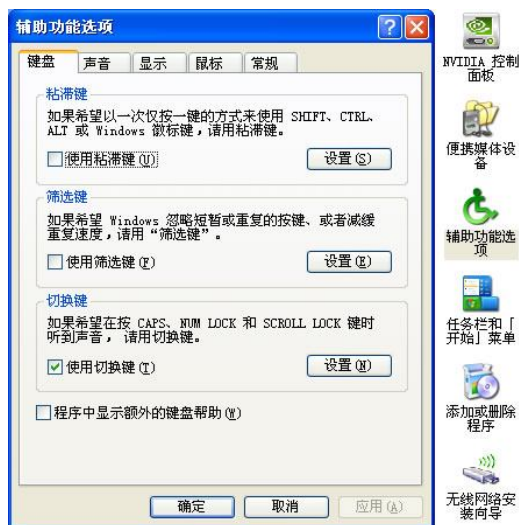 辅助功能选项
键盘 声音 显示 鼠标 常规
粘滞键
如果希望以一次仅按一键的方式来使用 SHIFT、CTRL、
ALT 或 Windows 徽标键，请用粘滞键。
使用粘滞键(U)
设置(S)
筛选键
如果希望 Windows 忽略短暂或重复的按键、或者减缓
重复速度，请用“筛选键”。
使用筛选键(F)
设置(E)
切换键
如果希望在按 CAPS、NUM LOCK 和 SCROLL LOCK 键时
听到声音， 请用切换键。
使用切换键(T)
设置(N)
程序中显示额外的键盘帮助(W)
确定 取消 应用(A)
NVIDIA 控制
面板
便携媒体设
备
辅助功能选
项
任务栏和「
开始」菜单
添加或删除
程序
无线网络安
装向导